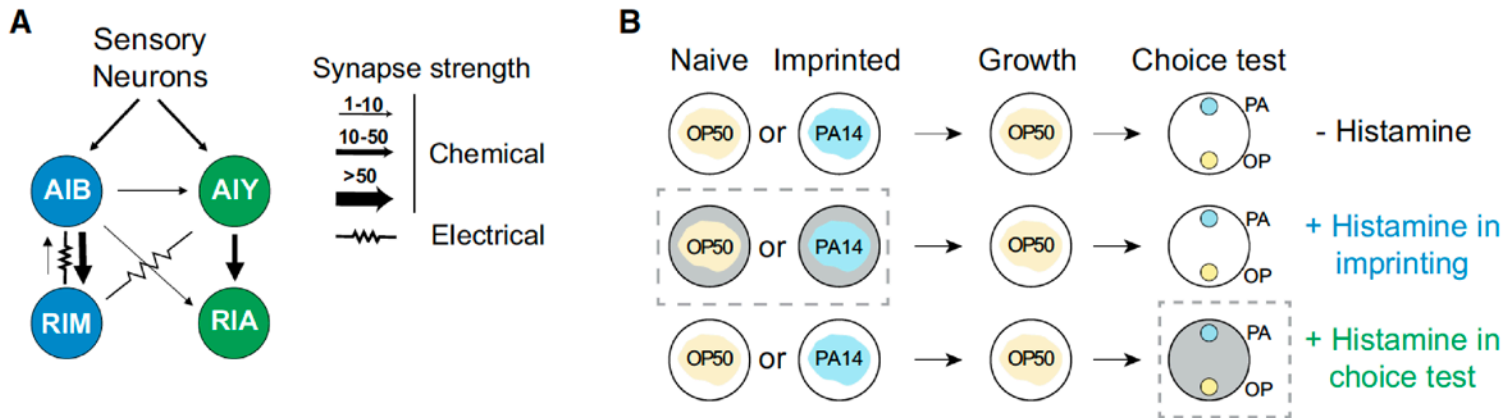 A
Sensory
Neurons
AIB
AIY
RIM
RIA
Synapse strength
1-10
10-50
>50
Chemical
Electrical
B
Naive
Imprinted
Growth
Choice test
OP50 or PA14
OP50
PA
OP
- Histamine
OP50 or PA14
OP50
PA
OP
+ Histamine in
imprinting
OP50 or PA14
OP50
PA
OP
+ Histamine in
choice test